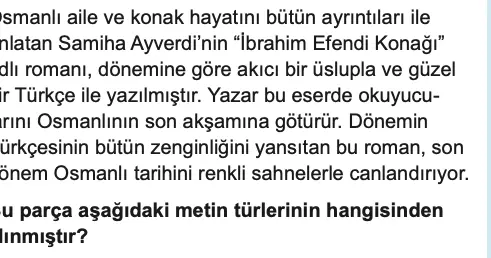 smanlı aile ve konak hayatını bütün ayrıntıları ile
nlatan Samiha Ayverdi’nin “İbrahim Efendi Konağı”
dlı romanı, dönemine göre akıcı bir üslupla ve güzel
ir Türkçe ile yazılmıştır. Yazar bu eserde okuyucu-
arını Osmanlının son akşamına götürür. Dönemin
ürkçesinin bütün zenginliğini yansıtan bu roman, son
önem Osmanlı tarihini renkli sahnelerle canlandırıyor.
u parça aşağıdaki metin türlerinin hangisinden
lınmıştır?